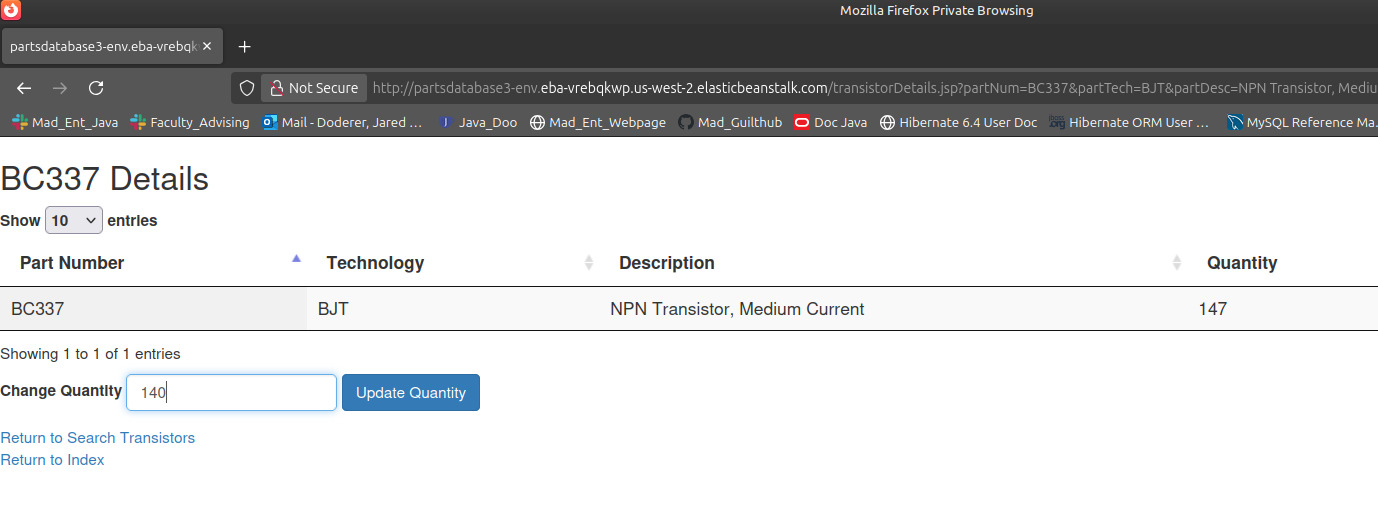 Mozilla Firefox Private Browsing
partsdatabase3-env.eba-vrebqk
Not Secure http://partsdatabase3-env.eba-vrebqkwp.us-west-2.elasticbeanstalk.com/transistorDetails.jsp?partNum=BC337&partTech=BJT&partDesc=NPN Transistor, Mediu
Mad_Ent_Java Faculty_Advising Mail - Doderer, Jared ... Java_Doo Mad_Ent_Webpage Mad_Guilthub Doc Java Hibernate 6.4 User Doc Hibernate ORM User ... MySQL Reference Ma
BC337 Details
Show 10 entries
Part Number Technology Description Quantity
BC337 BJT NPN Transistor, Medium Current 147
Showing 1 to 1 of 1 entries
Change Quantity 140 Update Quantity
Return to Search Transistors
Return to Index